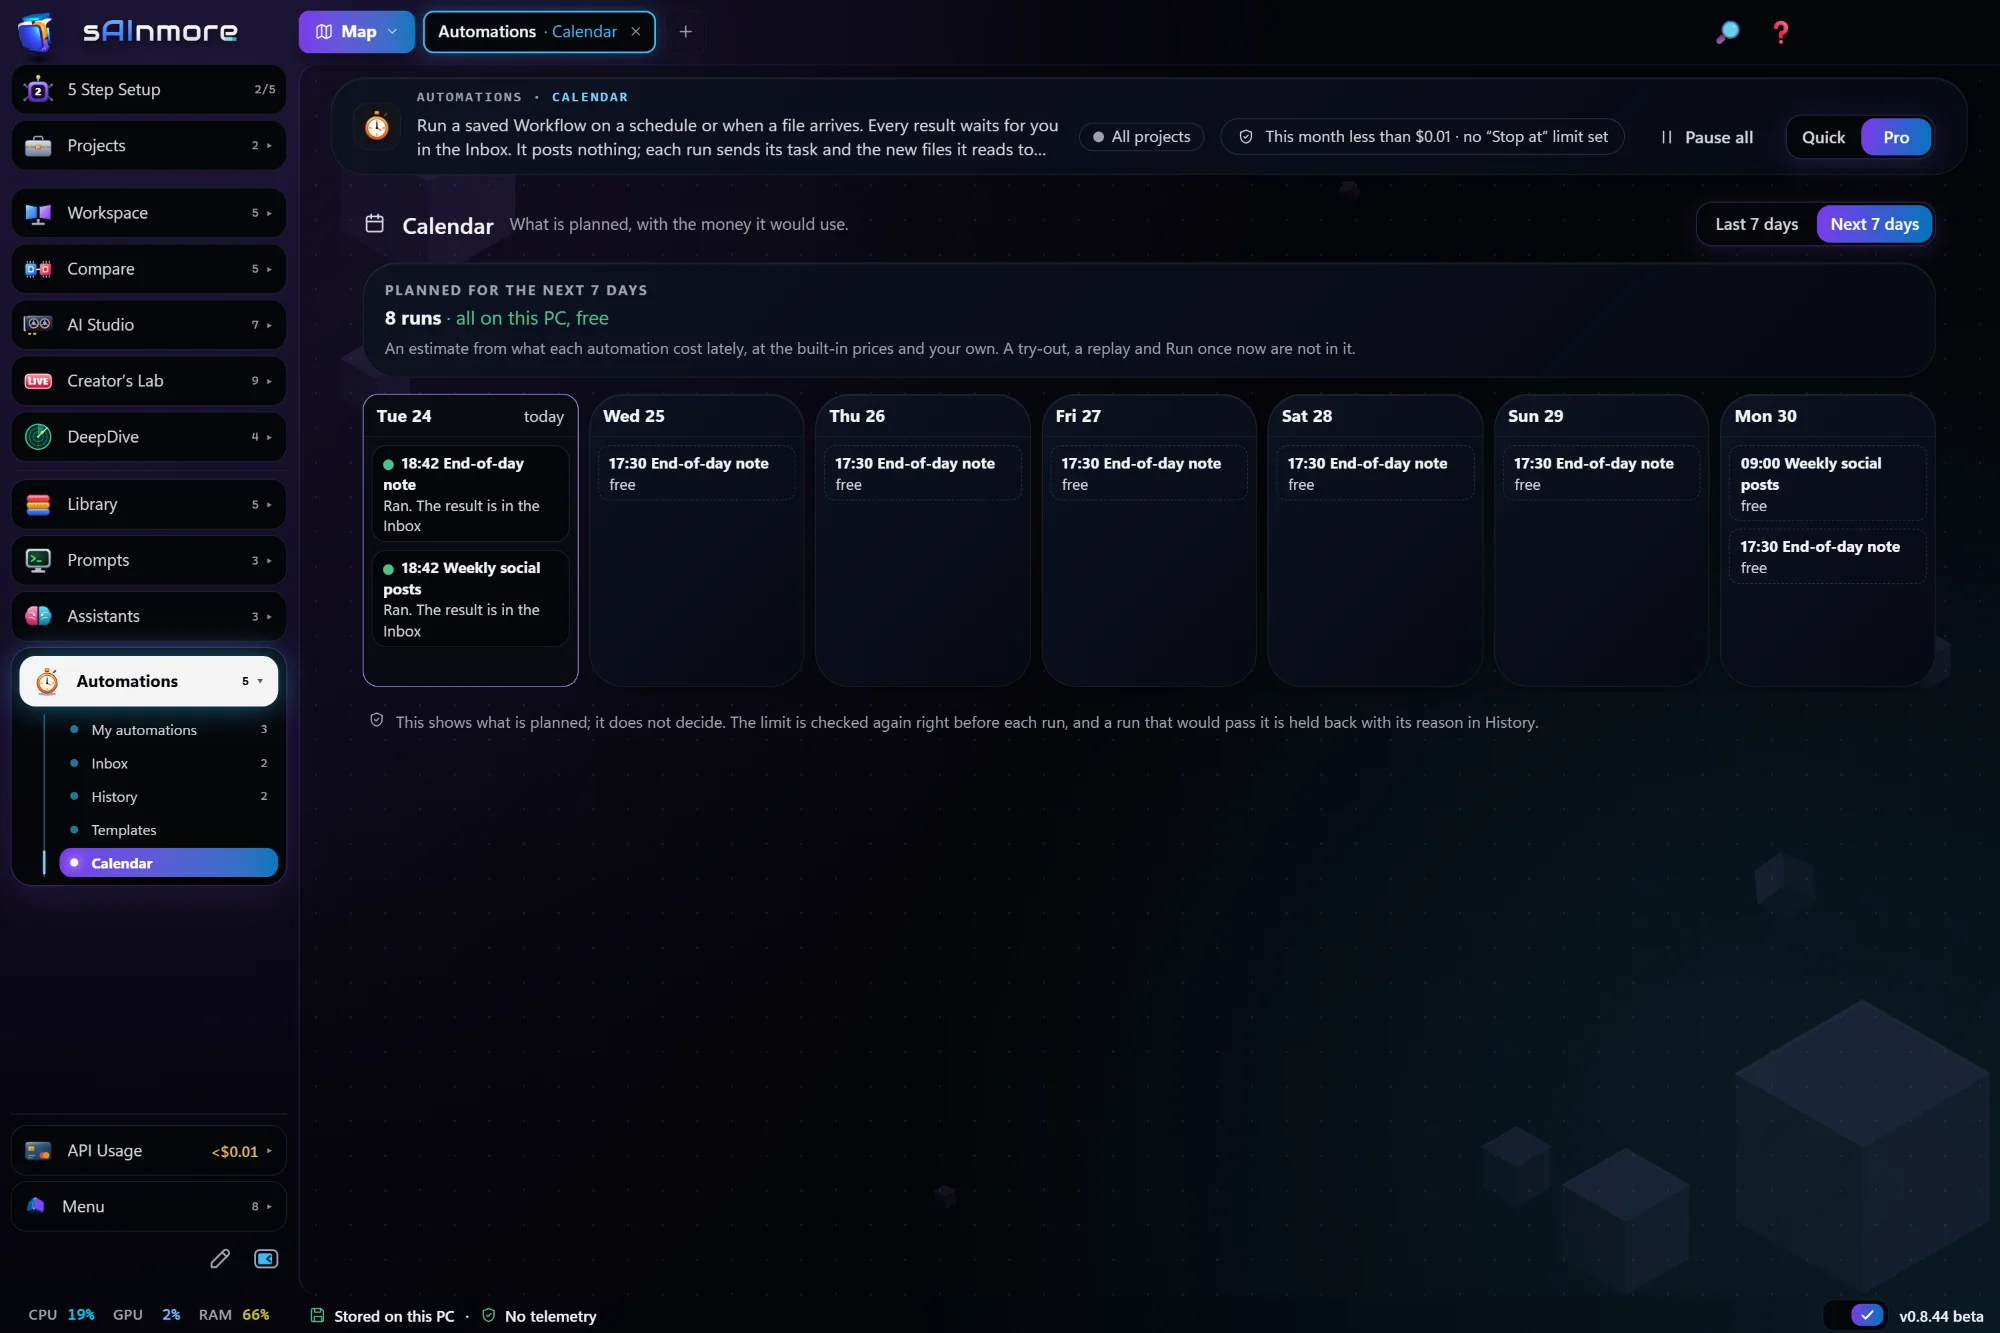 sAInmore
Map
Automations · Calendar
5 Step Setup 2/5
Projects 2
Workspace 5
Compare 5
AI Studio 7
LIVE
Creator's Lab 9
DeepDive 4
Library 5
Prompts 3
Assistants 3
Automations 5
My automations 3
Inbox 2
History 2
Templates
Calendar
API Usage <$0.01
Menu 8
CPU 19% GPU 2% RAM 66%
AUTOMATIONS · CALENDAR
Run a saved Workflow on a schedule or when a file arrives. Every result waits for you
in the Inbox. It posts nothing; each run sends its task and the new files it reads to...
All projects
This month less than $0.01 · no “Stop at” limit set
Pause all
Quick
Pro
Calendar What is planned, with the money it would use.
Last 7 days
Next 7 days
PLANNED FOR THE NEXT 7 DAYS
8 runs · all on this PC, free
An estimate from what each automation cost lately, at the built-in prices and your own. A try-out, a replay and Run once now are not in it.
Tue 24 today
18:42 End-of-day
note
Ran. The result is in the
Inbox
18:42 Weekly social
posts
Ran. The result is in the
Inbox
Wed 25
17:30 End-of-day note
free
Thu 26
17:30 End-of-day note
free
Fri 27
17:30 End-of-day note
free
Sat 28
17:30 End-of-day note
free
Sun 29
17:30 End-of-day note
free
Mon 30
09:00 Weekly social
posts
free
17:30 End-of-day note
free
This shows what is planned; it does not decide. The limit is checked again right before each run, and a run that would pass it is held back with its reason in History.
Stored on this PC · No telemetry
v0.8.44 beta